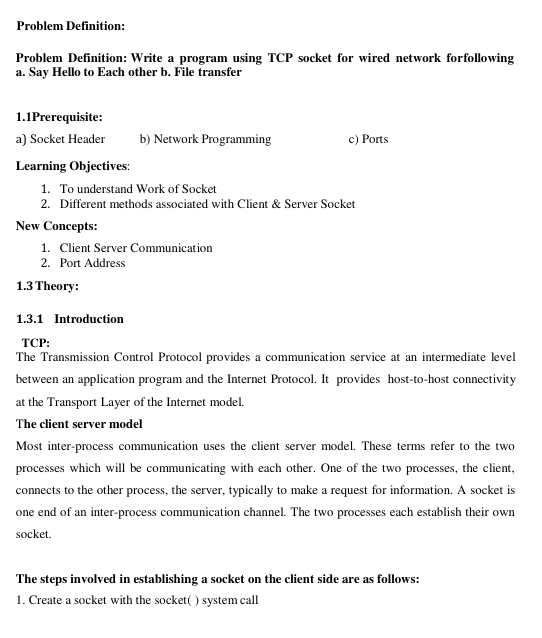 Problem Definition:
Problem Definition: Write a program using TCP socket for wired network forfollowing
a. Say Hello to Each other b. File transfer
1.1Prerequisite:
a) Socket Header b) Network Programming c) Ports
Learning Objectives:
1. To understand Work of Socket
2. Different methods associated with Client & Server Socket
New Concepts:
1. Client Server Communication
2. Port Address
1.3 Theory:
1.3.1 Introduction
TCP:
The Transmission Control Protocol provides a communication service at an intermediate level
between an application program and the Internet Protocol. It provides host-to-host connectivity
at the Transport Layer of the Internet model.
The client server model
Most inter-process communication uses the client server model. These terms refer to the two
processes which will be communicating with each other. One of the two processes, the client,
connects to the other process, the server, typically to make a request for information. A socket is
one end of an inter-process communication channel. The two processes each establish their own
socket.
The steps involved in establishing a socket on the client side are as follows:
1. Create a socket with the socket( ) system call